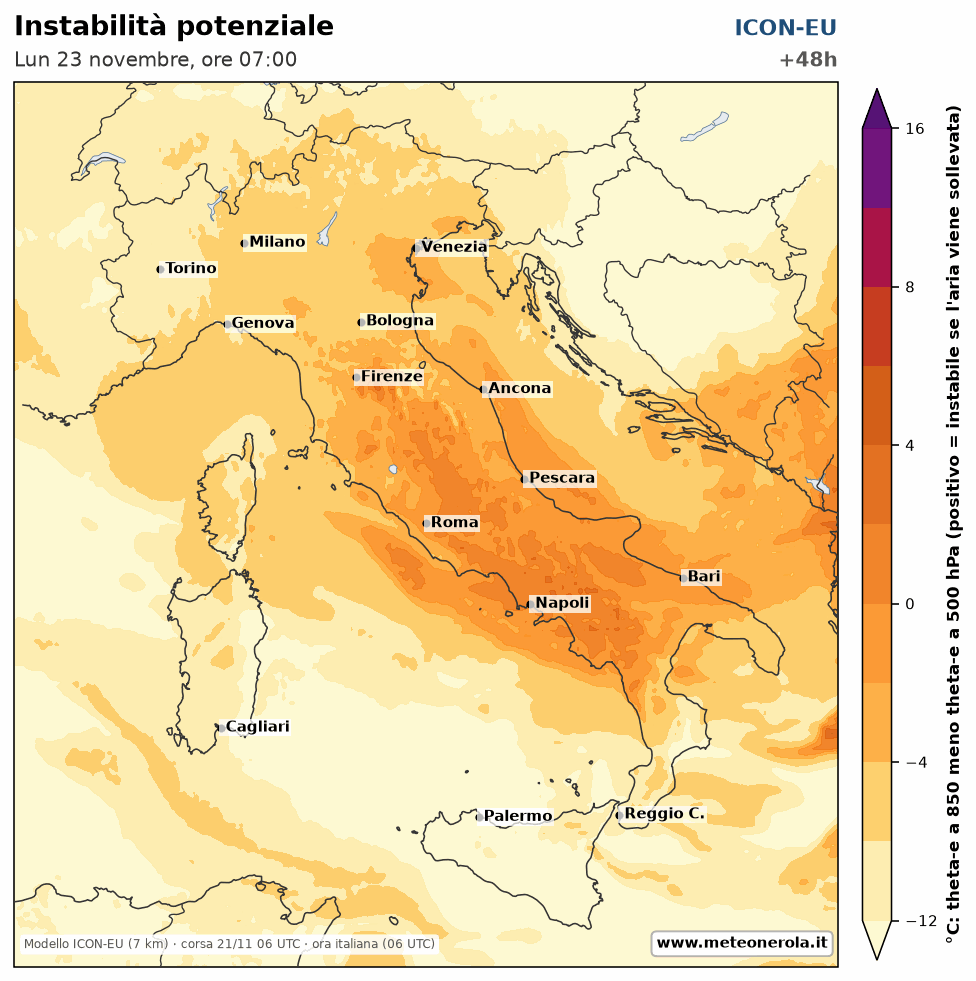 Instabilità potenziale
ICON-EU
Lun 23 novembre, ore 07:00
+48h
16
8
4
0
−4
−12
°C: theta-e a 850 meno theta-e a 500 hPa (positivo = instabile se l'aria viene sollevata)
Milano
Venezia
Torino
Genova
Bologna
Firenze
Ancona
Pescara
Roma
Bari
Napoli
Cagliari
Palermo
Reggio C.
Modello ICON-EU (7 km) · corsa 21/11 06 UTC · ora italiana (06 UTC)
www.meteonerola.it